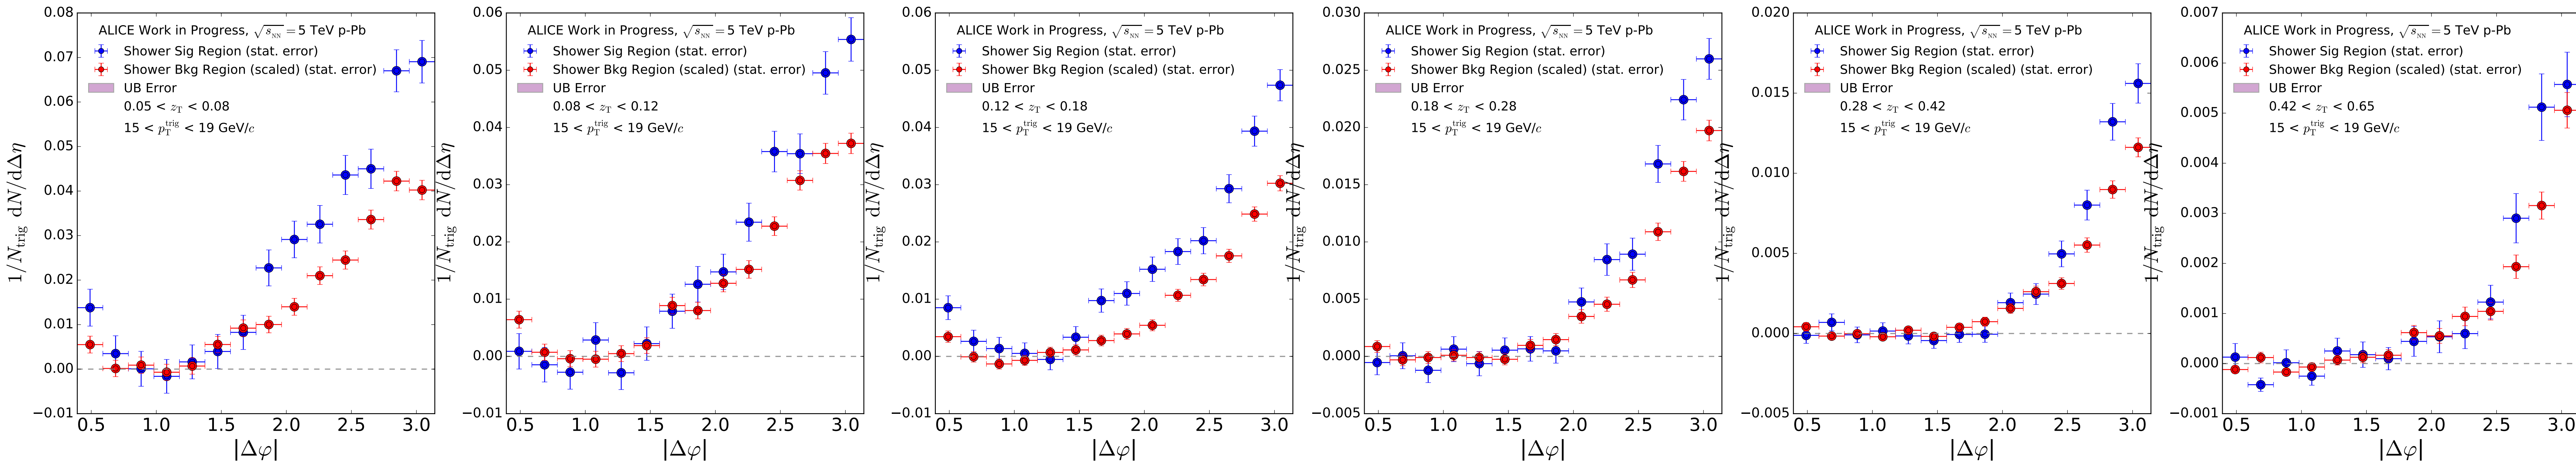 ALICE Work in Progress, √s_NN = 5 TeV p-Pb
Shower Sig Region (stat. error)
Shower Bkg Region (scaled) (stat. error)
UB Error
0.05 < z_T < 0.08
15 < p_T^trig < 19 GeV/c
1/N_trig dN/dΔη
0.08
0.07
0.06
0.05
0.04
0.03
0.02
0.01
0.00
−0.01
0.5 1.0 1.5 2.0 2.5 3.0
|Δφ|
ALICE Work in Progress, √s_NN = 5 TeV p-Pb
Shower Sig Region (stat. error)
Shower Bkg Region (scaled) (stat. error)
UB Error
0.08 < z_T < 0.12
15 < p_T^trig < 19 GeV/c
1/N_trig dN/dΔη
0.06
0.05
0.04
0.03
0.02
0.01
0.00
−0.01
0.5 1.0 1.5 2.0 2.5 3.0
|Δφ|
ALICE Work in Progress, √s_NN = 5 TeV p-Pb
Shower Sig Region (stat. error)
Shower Bkg Region (scaled) (stat. error)
UB Error
0.12 < z_T < 0.18
15 < p_T^trig < 19 GeV/c
1/N_trig dN/dΔη
0.06
0.05
0.04
0.03
0.02
0.01
0.00
−0.01
0.5 1.0 1.5 2.0 2.5 3.0
|Δφ|
ALICE Work in Progress, √s_NN = 5 TeV p-Pb
Shower Sig Region (stat. error)
Shower Bkg Region (scaled) (stat. error)
UB Error
0.18 < z_T < 0.28
15 < p_T^trig < 19 GeV/c
1/N_trig dN/dΔη
0.030
0.025
0.020
0.015
0.010
0.005
0.000
−0.005
0.5 1.0 1.5 2.0 2.5 3.0
|Δφ|
ALICE Work in Progress, √s_NN = 5 TeV p-Pb
Shower Sig Region (stat. error)
Shower Bkg Region (scaled) (stat. error)
UB Error
0.28 < z_T < 0.42
15 < p_T^trig < 19 GeV/c
1/N_trig dN/dΔη
0.020
0.015
0.010
0.005
0.000
−0.005
0.5 1.0 1.5 2.0 2.5 3.0
|Δφ|
ALICE Work in Progress, √s_NN = 5 TeV p-Pb
Shower Sig Region (stat. error)
Shower Bkg Region (scaled) (stat. error)
UB Error
0.42 < z_T < 0.65
15 < p_T^trig < 19 GeV/c
1/N_trig dN/dΔη
0.007
0.006
0.005
0.004
0.003
0.002
0.001
0.000
−0.001
0.5 1.0 1.5 2.0 2.5 3.0
|Δφ|